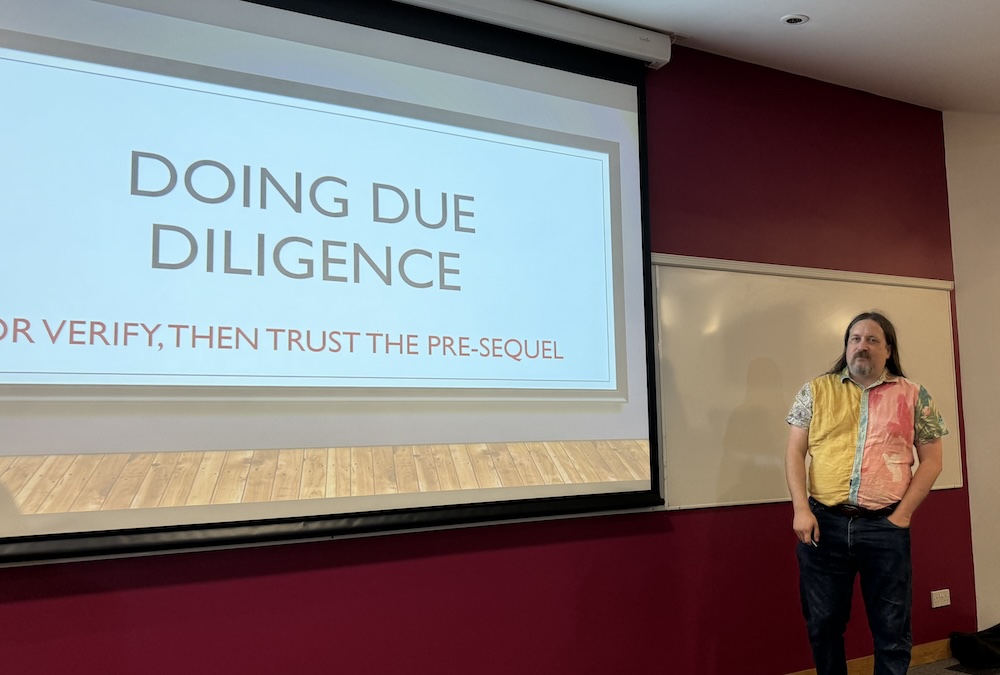 DOING DUE
DILIGENCE
OR VERIFY, THEN TRUST THE PRE-SEQUEL